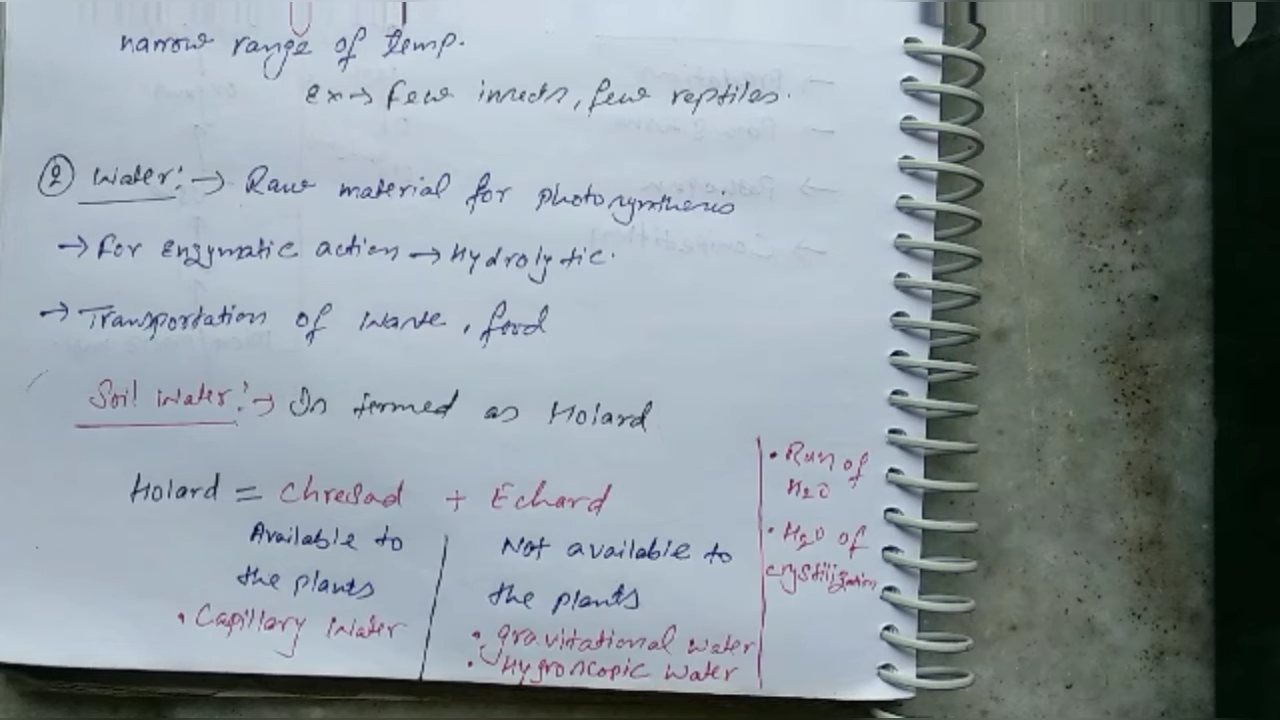 narrow range of temp.
ex→ few insects, few reptiles.
② Water:→ Raw material for photosynthesis
→ For enzymatic action → Hydrolytic.
→ Transportation of waste, food
Soil water:→ Is termed as Holard
Holard = Chresad + Echard
Available to
the plants
• Capillary water
Not available to
the plants
• gravitational water
• Hygroscopic water
• Run of
H2O
• H2O of
crystilization